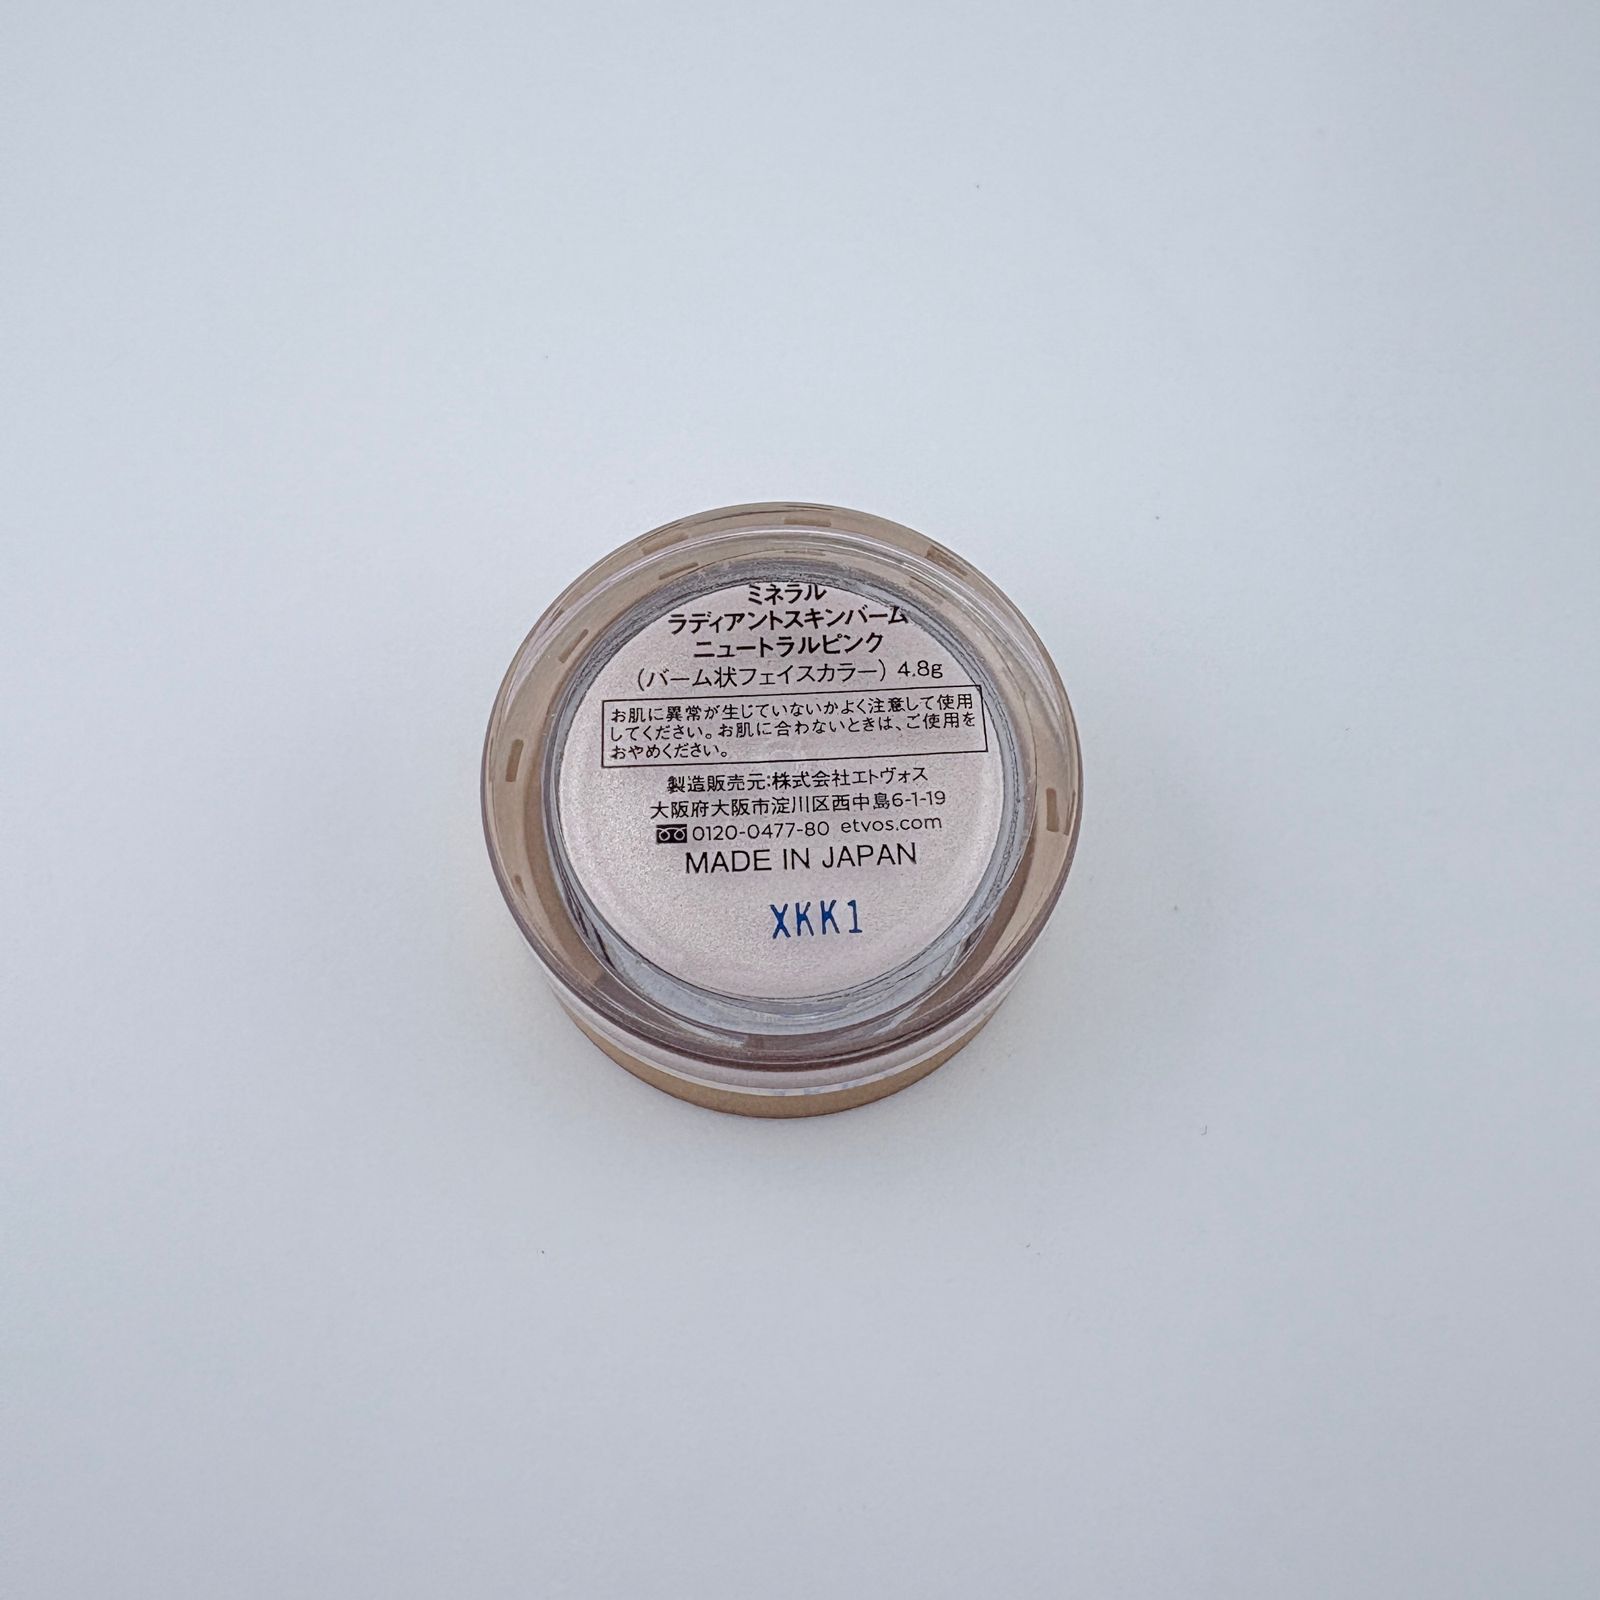 ミネラル
ラディアントスキンバーム
ニュートラルピンク
(バーム状フェイスカラー) 4.8g
お肌に異常が生じていないかよく注意して使用
してください。お肌に合わないときは、ご使用を
おやめください。
製造販売元:株式会社エトヴォス
大阪府大阪市淀川区西中島6-1-19
0120-0477-80 etvos.com
MADE IN JAPAN
XKK1